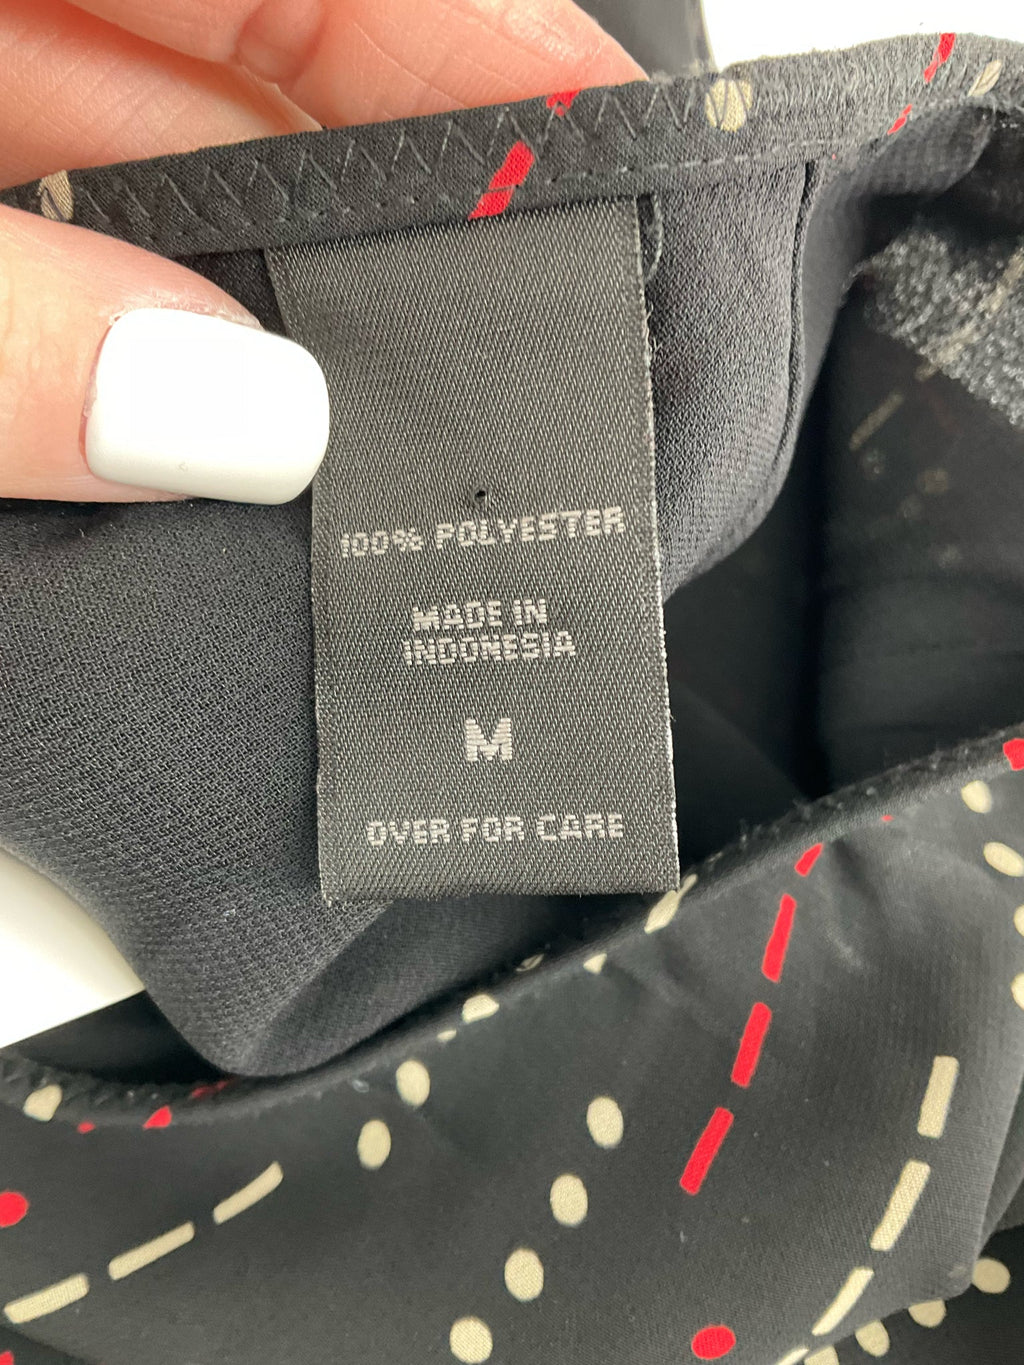 100% POLYESTER
MADE IN
INDONESIA
M
OVER FOR CARE